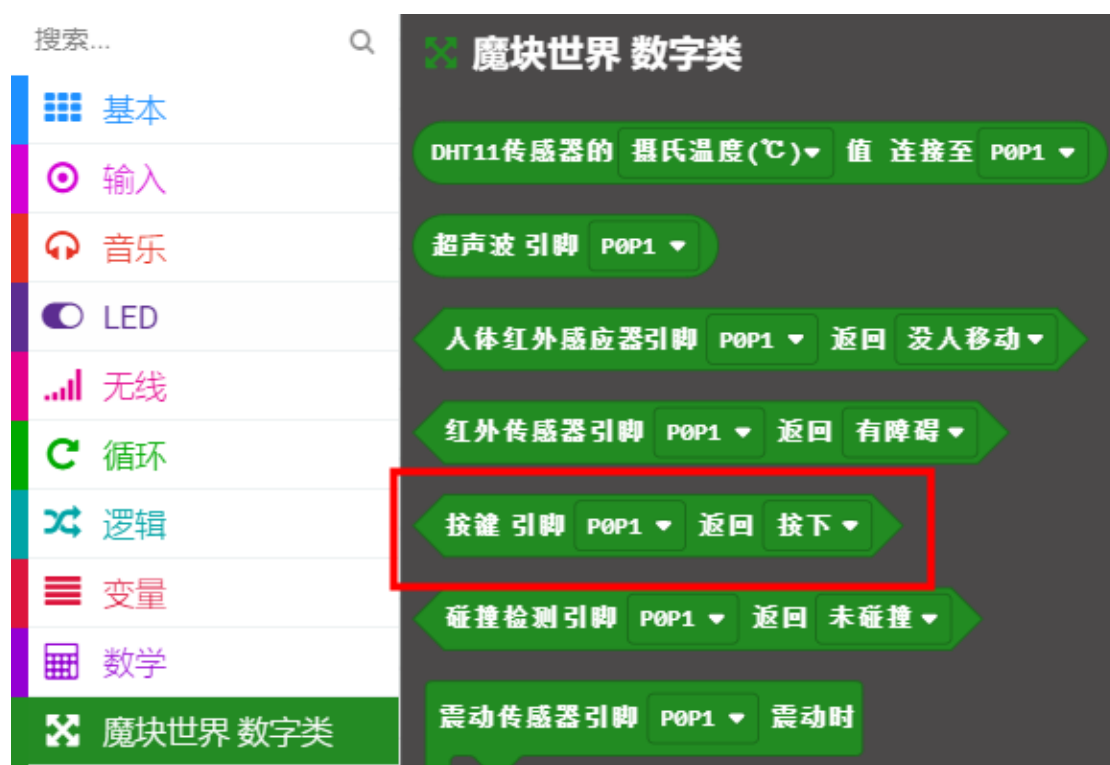 搜索...
基本
输入
音乐
LED
无线
循环
逻辑
变量
数学
魔块世界 数字类
魔块世界 数字类
DHT11传感器的 摄氏温度(℃) 值 连接至 P0P1
超声波 引脚 P0P1
人体红外感应器引脚 P0P1 返回 没人移动
红外传感器引脚 P0P1 返回 有障碍
按键 引脚 P0P1 返回 按下
碰撞检测引脚 P0P1 返回 未碰撞
震动传感器引脚 P0P1 震动时